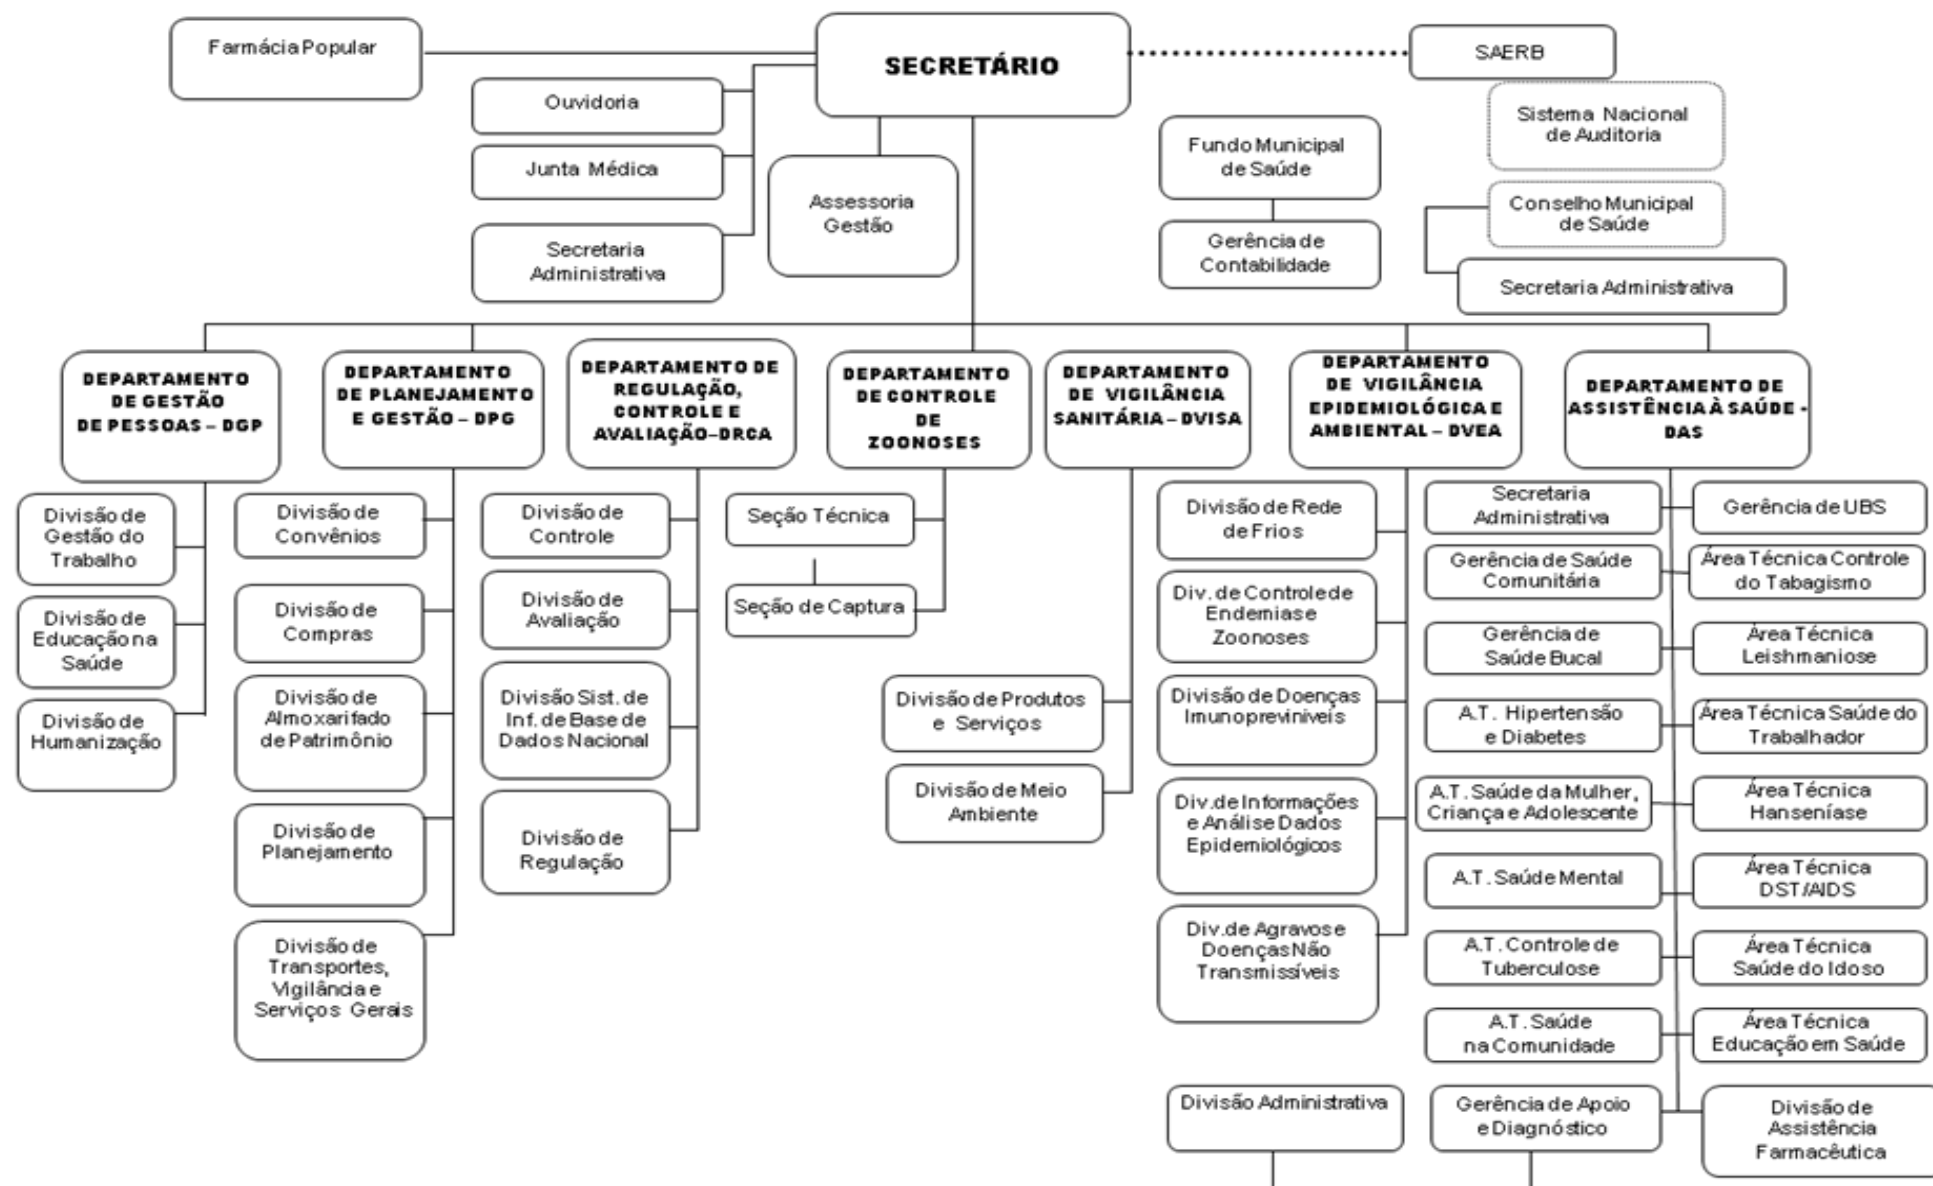 Farmácia Popular
SECRETÁRIO
SAERB
Ouvidoria
Junta Médica
Secretaria
Administrativa
Assessoria
Gestão
Fundo Municipal
de Saúde
Gerência de
Contabilidade
Sistema Nacional
de Auditoria
Conselho Municipal
de Saúde
Secretaria Administrativa
DEPARTAMENTO
DE GESTÃO
DE PESSOAS – DGP
DEPARTAMENTO
DE PLANEJAMENTO
E GESTÃO – DPG
DEPARTAMENTO DE
REGULAÇÃO,
CONTROLE E
AVALIAÇÃO–DRCA
DEPARTAMENTO
DE CONTROLE
DE
ZOONOSES
DEPARTAMENTO
DE VIGILÂNCIA
SANITÁRIA – DVISA
DEPARTAMENTO
DE VIGILÂNCIA
EPIDEMIOLÓGICA E
AMBIENTAL – DVEA
DEPARTAMENTO DE
ASSISTÊNCIA À SAÚDE -
DAS
Divisão de
Gestão do
Trabalho
Divisão de
Educação na
Saúde
Divisão de
Humanização
Divisão de
Convênios
Divisão de
Compras
Divisão de
Almoxarifado
de Patrimônio
Divisão de
Planejamento
Divisão de
Transportes,
Vigilância e
Serviços Gerais
Divisão de
Controle
Divisão de
Avaliação
Divisão Sist. de
Inf. de Base de
Dados Nacional
Divisão de
Regulação
Seção Técnica
Seção de Captura
Divisão de Produtos
e Serviços
Divisão de Meio
Ambiente
Divisão de Rede
de Frios
Div. de Controle de
Endemias e
Zoonoses
Divisão de Doenças
Imunopreviníveis
Div. de Informações
e Análise Dados
Epidemiológicos
Div. de Agravos e
Doenças Não
Transmissíveis
Secretaria
Administrativa
Gerência de UBS
Gerência de Saúde
Comunitária
Área Técnica Controle
do Tabagismo
Gerência de
Saúde Bucal
Área Técnica
Leishmaniose
A.T. Hipertensão
e Diabetes
Área Técnica Saúde do
Trabalhador
A.T. Saúde da Mulher,
Criança e Adolescente
Área Técnica
Hanseníase
A.T. Saúde Mental
Área Técnica
DST/AIDS
A.T. Controle de
Tuberculose
Área Técnica
Saúde do Idoso
A.T. Saúde
na Comunidade
Área Técnica
Educação em Saúde
Divisão Administrativa
Gerência de Apoio
e Diagnóstico
Divisão de
Assistência
Farmacêutica